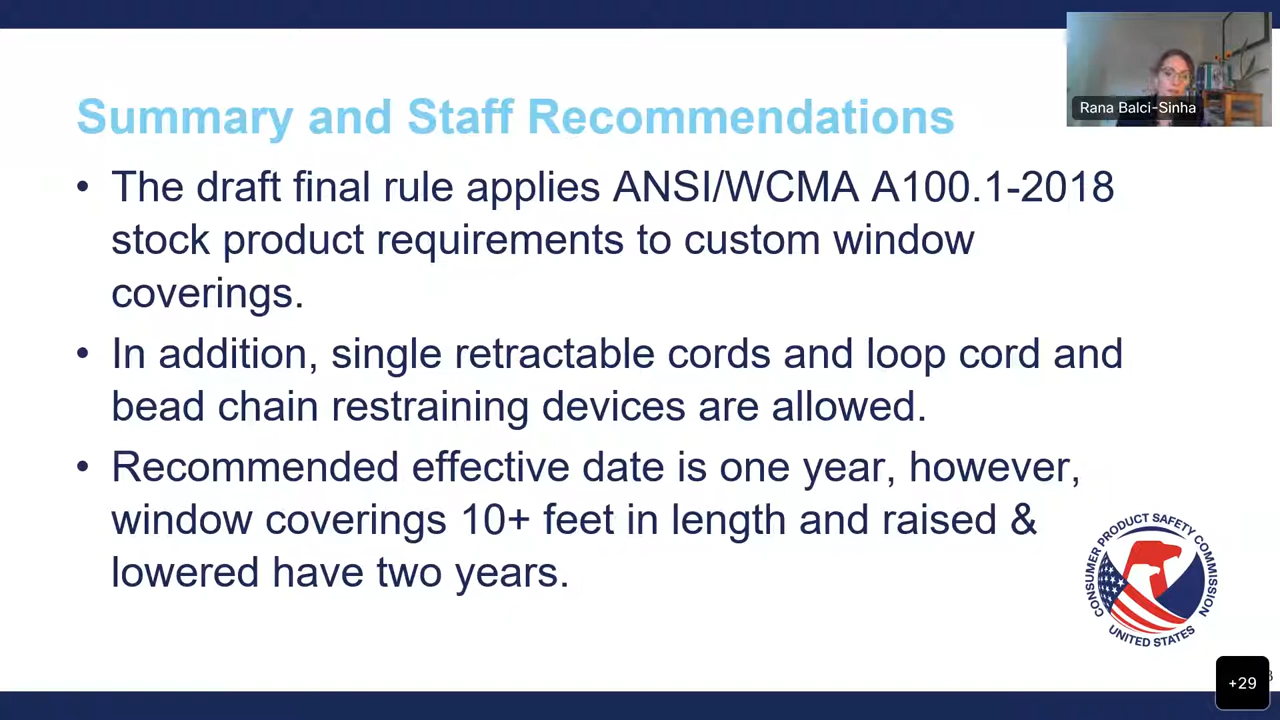 Summary and Staff Recommendations
Rana Balci-Sinha
• The draft final rule applies ANSI/WCMA A100.1-2018
stock product requirements to custom window
coverings.
• In addition, single retractable cords and loop cord and
bead chain restraining devices are allowed.
• Recommended effective date is one year, however,
window coverings 10+ feet in length and raised &
lowered have two years.
CONSUMER PRODUCT SAFETY COMMISSION
UNITED STATES
+29